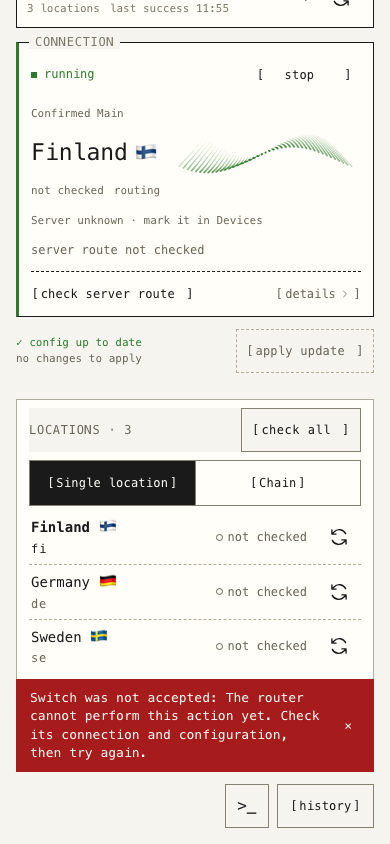 3 locations last success 11:55
CONNECTION
running
[ stop ]
Confirmed Main
Finland
not checked routing
Server unknown · mark it in Devices
server route not checked
[check server route ]
[details > ]
✓ config up to date
no changes to apply
[apply update ]
LOCATIONS · 3
[check all ]
[Single location]
[Chain]
Finland
fi
not checked
Germany
de
not checked
Sweden
se
not checked
Switch was not accepted: The router
cannot perform this action yet. Check
its connection and configuration,
then try again.
×
>_
[history]